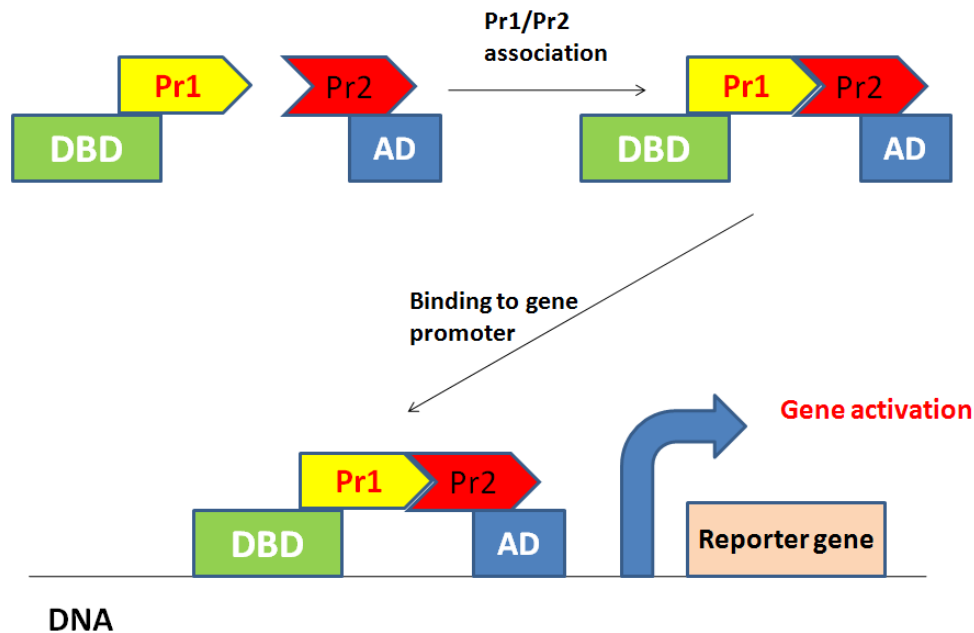 Pr1/Pr2
association
Pr1 Pr2 Pr1 Pr2
DBD AD DBD AD
Binding to gene
promoter
Gene activation
Pr1 Pr2
DBD AD Reporter gene
DNA